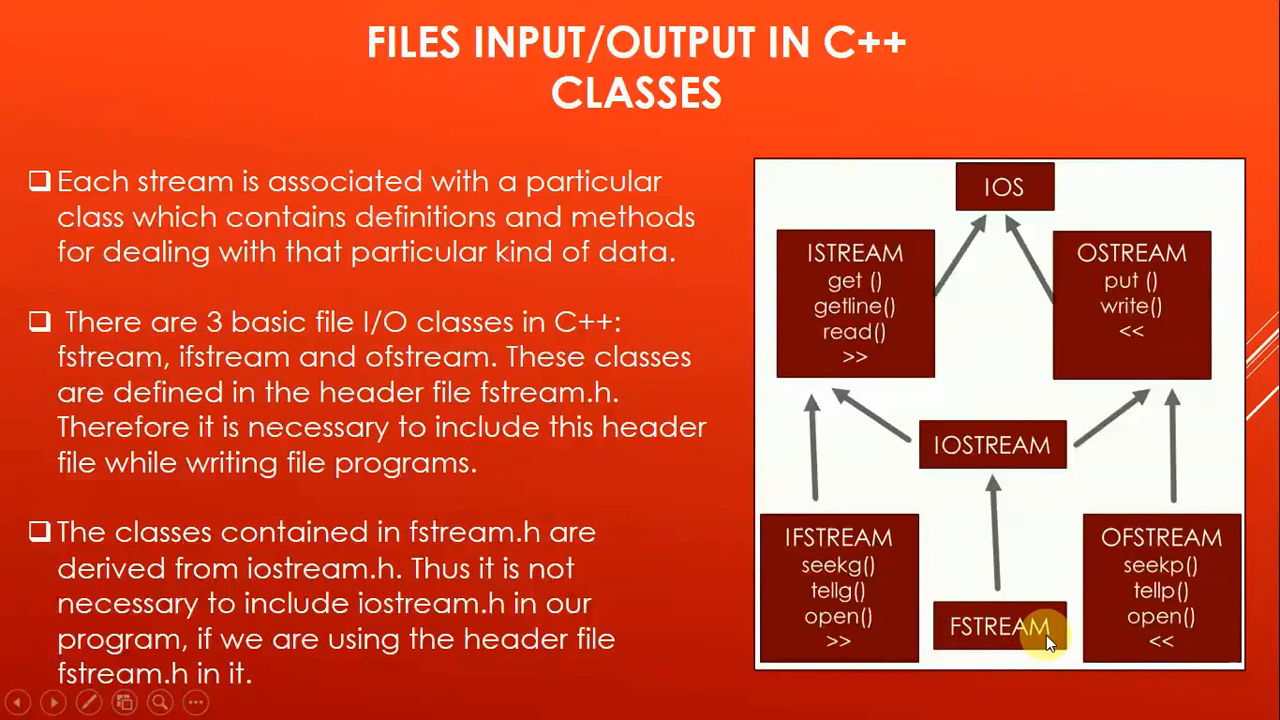 FILES INPUT/OUTPUT IN C++
CLASSES
Each stream is associated with a particular
class which contains definitions and methods
for dealing with that particular kind of data.
There are 3 basic file I/O classes in C++:
fstream, ifstream and ofstream. These classes
are defined in the header file fstream.h.
Therefore it is necessary to include this header
file while writing file programs.
The classes contained in fstream.h are
derived from iostream.h. Thus it is not
necessary to include iostream.h in our
program, if we are using the header file
fstream.h in it.
IOS
ISTREAM
get ()
getline()
read()
>>
OSTREAM
put ()
write()
<<
IOSTREAM
IFSTREAM
seekg()
tellg()
open()
>>
FSTREAM
OFSTREAM
seekp()
tellp()
open()
<<